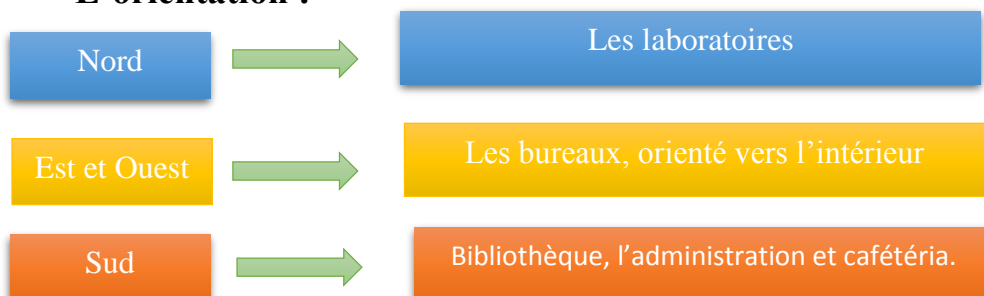 L'orientation :
Nord
Les laboratoires
Est et Ouest
Les bureaux, orienté vers l'intérieur
Sud
Bibliothèque, l'administration et cafétéria.